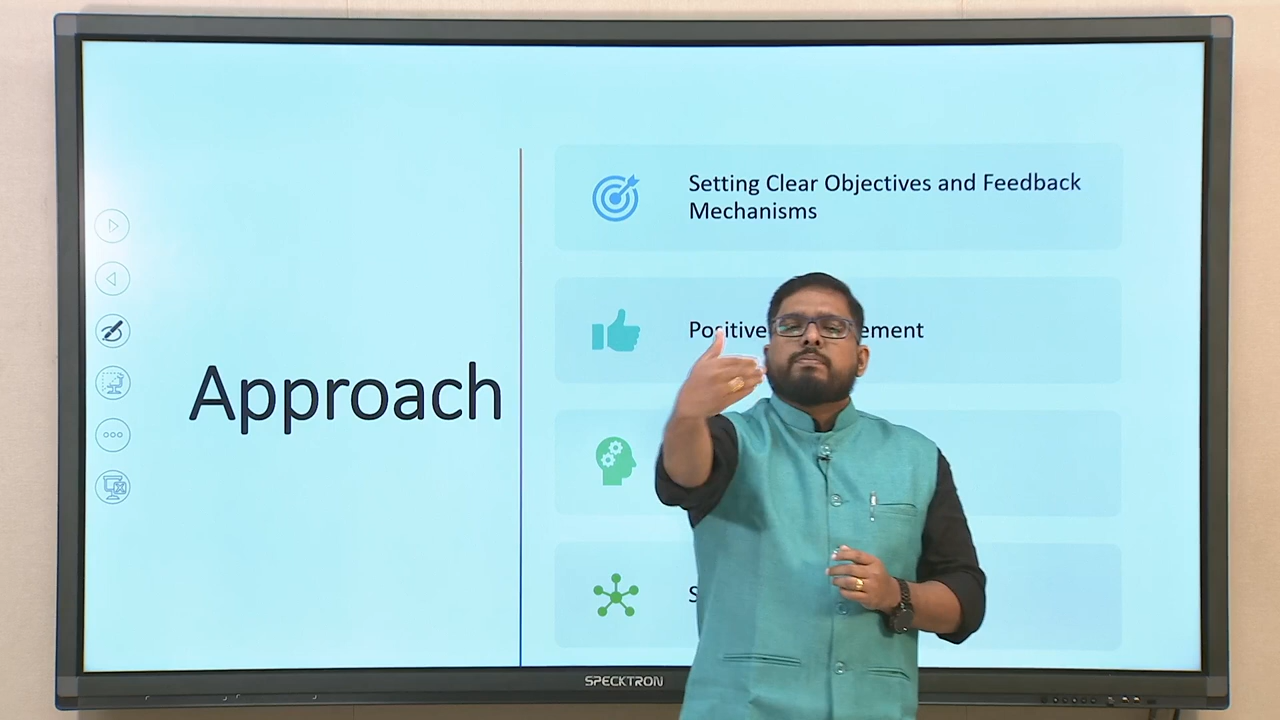 Approach
Setting Clear Objectives and Feedback
Mechanisms
Positive ement
S
SPECKTRON